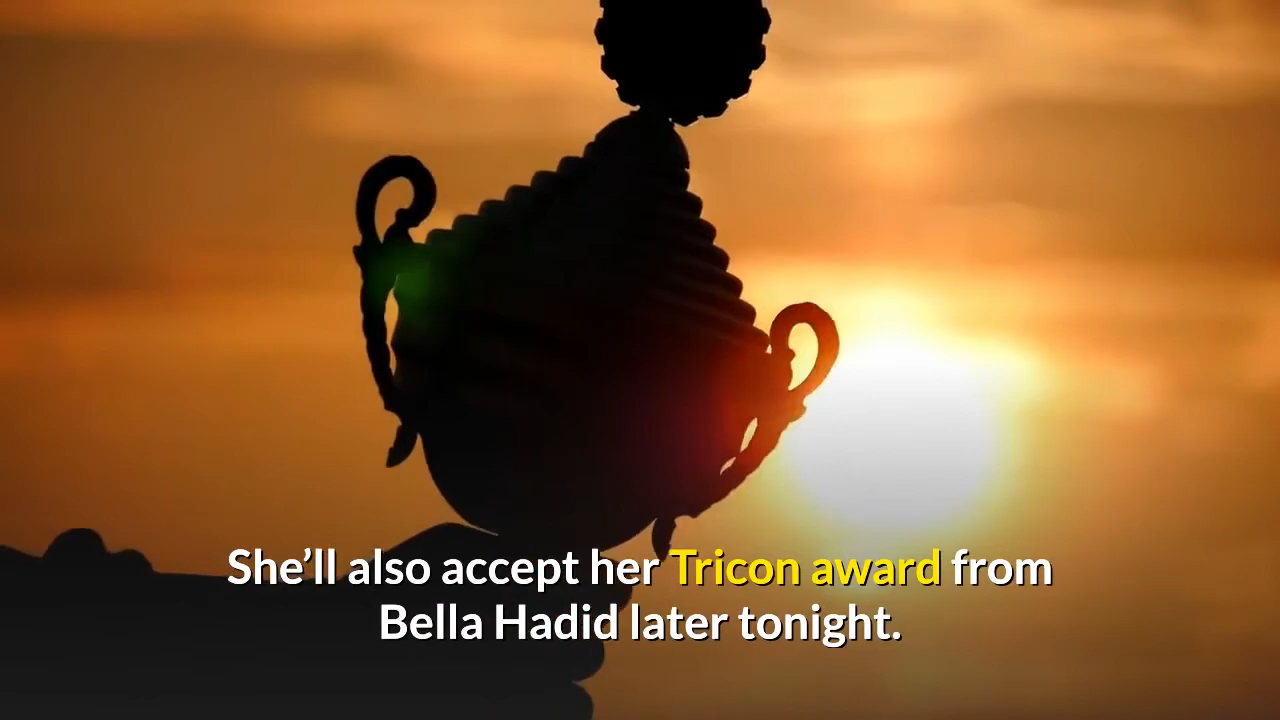 She’ll also accept her Tricon award from
Bella Hadid later tonight.